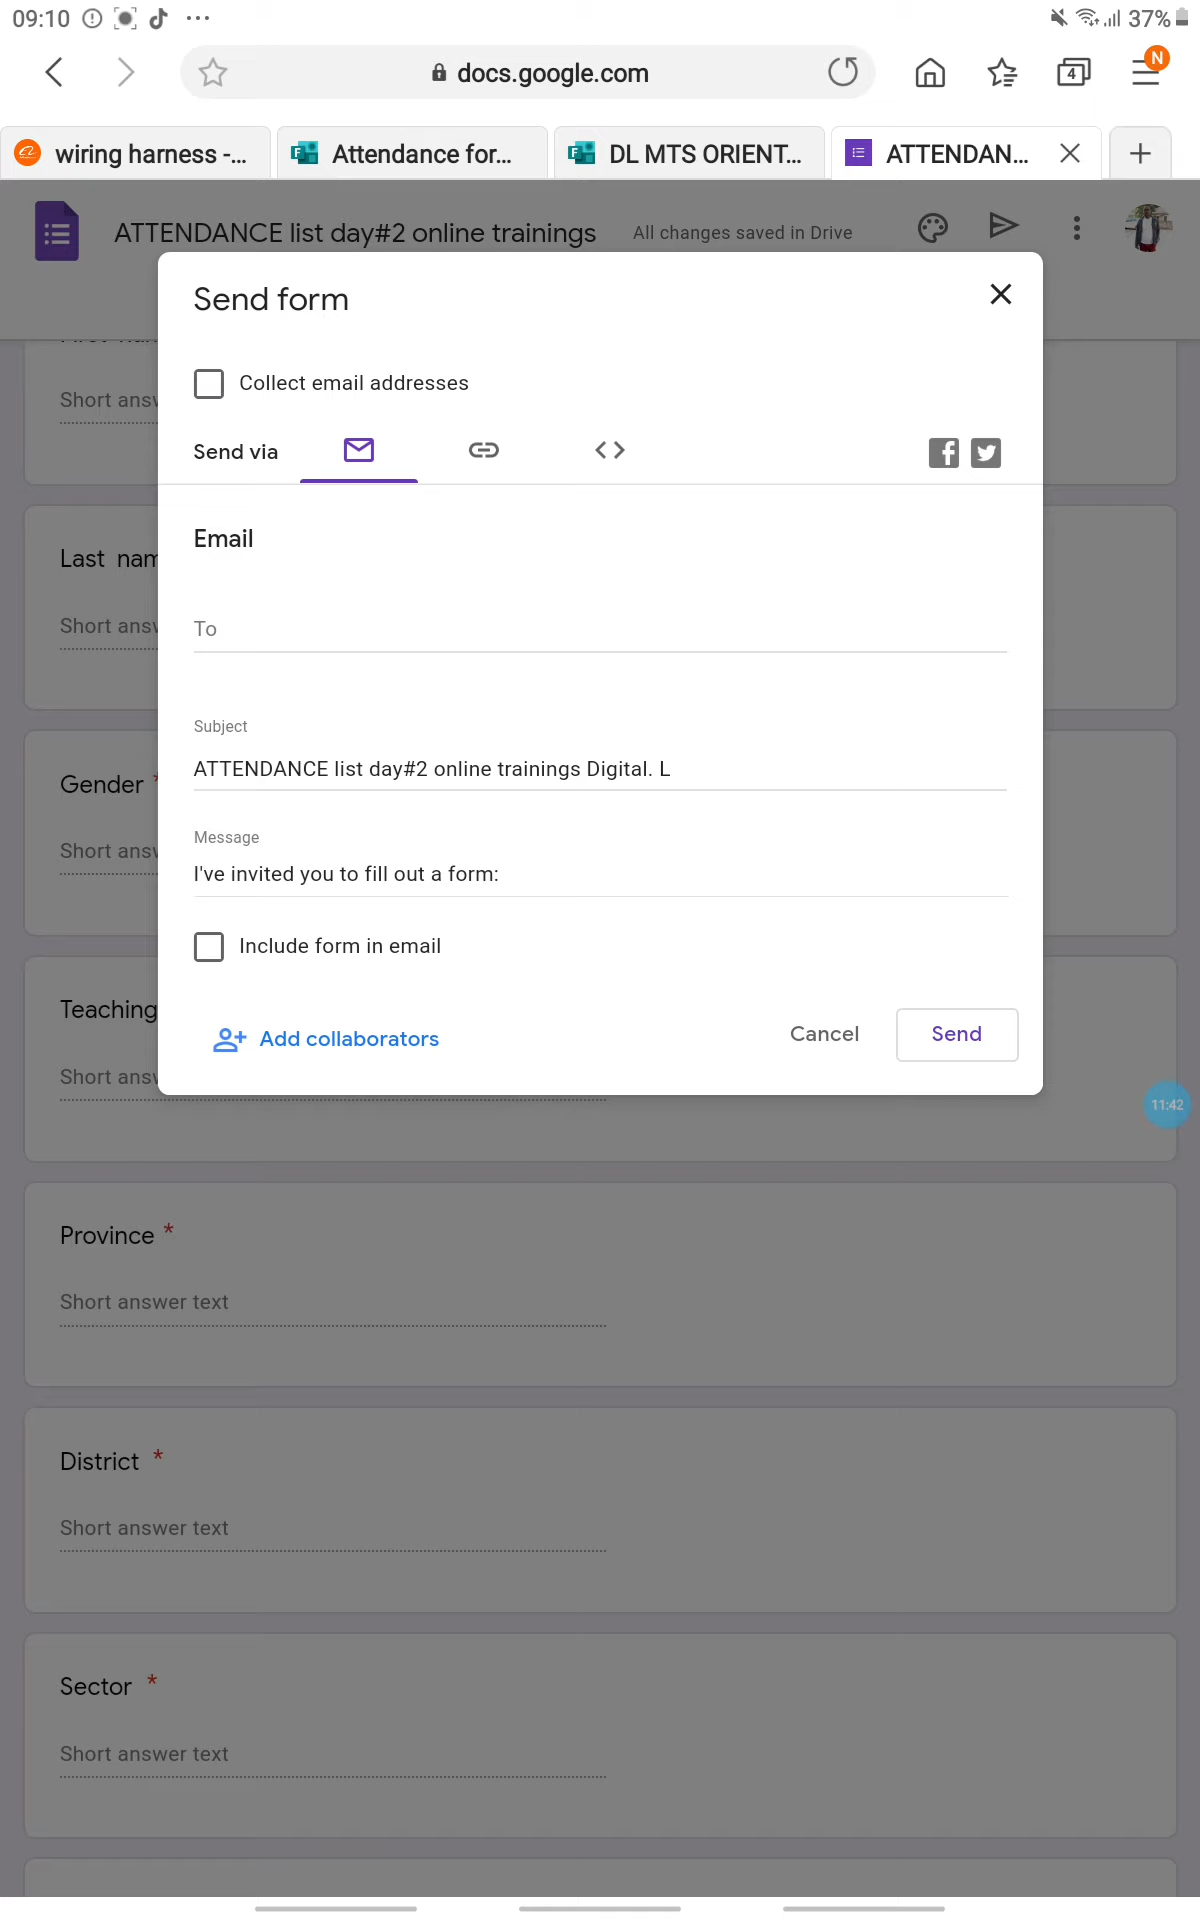 09:10
37%
docs.google.com
4
N
wiring harness -...
Attendance for...
DL MTS ORIENT...
ATTENDAN...
ATTENDANCE list day#2 online trainings
All changes saved in Drive
Send form
Collect email addresses
Short answ
Send via
Email
Last nam
To
Short answ
Subject
ATTENDANCE list day#2 online trainings Digital. L
Gender *
Message
Short answ
I've invited you to fill out a form:
Include form in email
Teaching
Add collaborators
Cancel
Send
Short answ
11:42
Province *
Short answer text
District *
Short answer text
Sector *
Short answer text